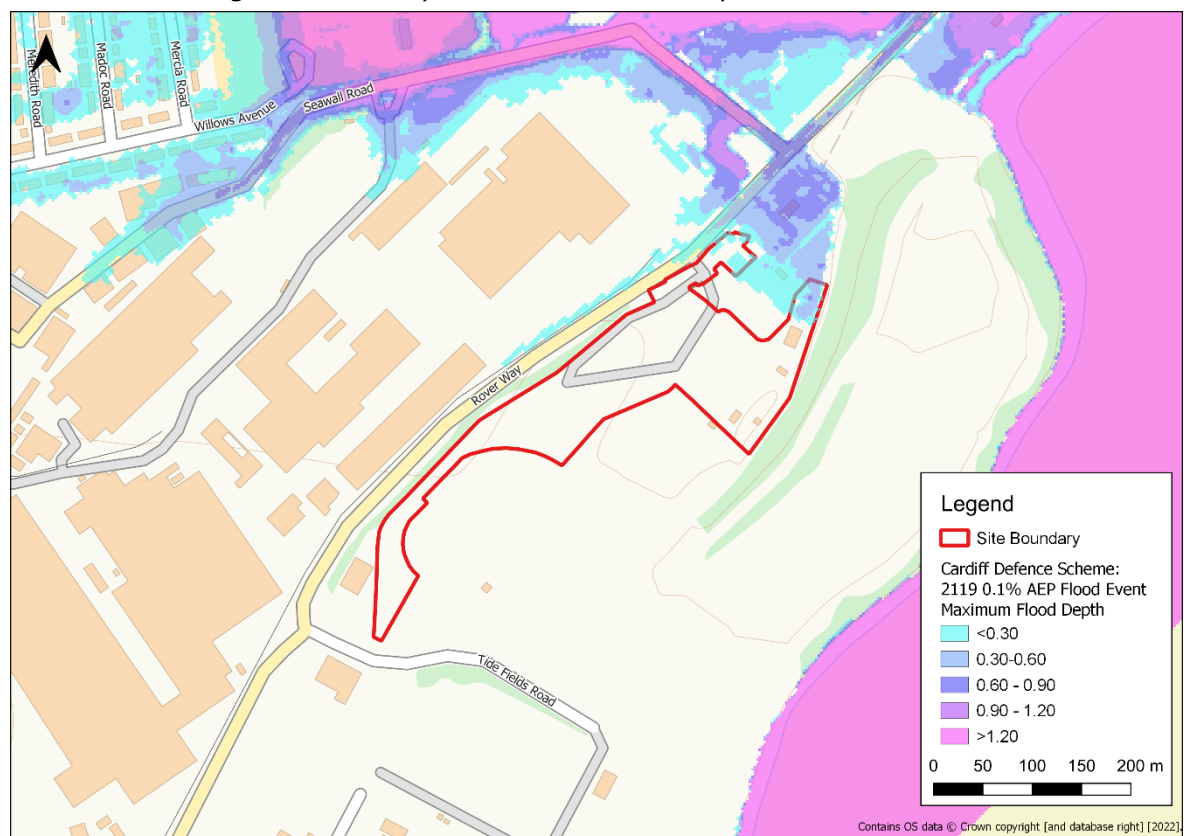 Meredith Road
Madoc Road
Mercia Road
Willows Avenue
Seawall Road
Rover Way
Tide Fields Road
Legend
Site Boundary
Cardiff Defence Scheme:
2119 0.1% AEP Flood Event
Maximum Flood Depth
<0.30
0.30-0.60
0.60 - 0.90
0.90 - 1.20
>1.20
0 50 100 150 200 m
Contains OS data © Crown copyright [and database right] [2022]